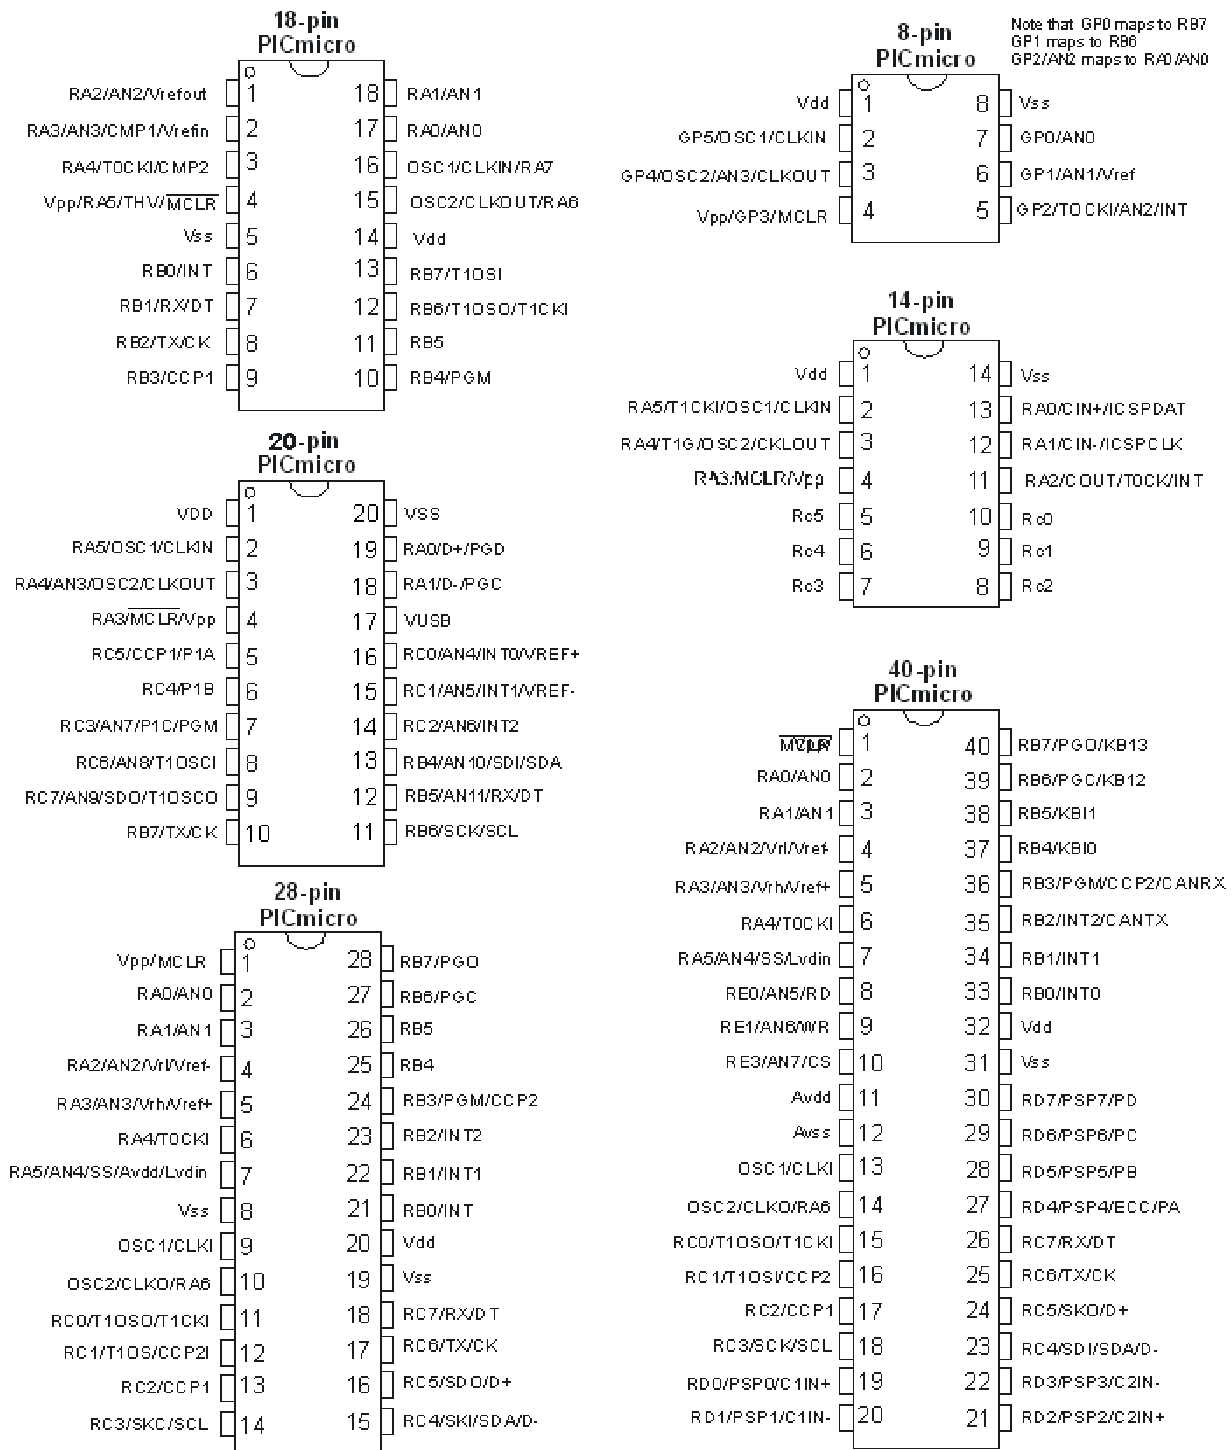 18-pin
PICmicro
RA2/AN2/Vrefout 1 18 RA1/AN1
RA3/AN3/CMP1/Vrefin 2 17 RA0/AN0
RA4/T0CKI/CMP2 3 16 OSC1/CLKIN/RA7
Vpp/RA5/THV/MCLR 4 15 OSC2/CLKOUT/RA6
Vss 5 14 Vdd
RB0/INT 6 13 RB7/T1OSI
RB1/RX/DT 7 12 RB6/T1OSO/T1CKI
RB2/TX/CK 8 11 RB5
RB3/CCP1 9 10 RB4/PGM
20-pin
PICmicro
VDD 1 20 VSS
RA5/OSC1/CLKIN 2 19 RA0/D+/PGD
RA4/AN3/OSC2/CLKOUT 3 18 RA1/D-/PGC
RA3/MCLR/Vpp 4 17 VUSB
RC5/CCP1/P1A 5 16 RC0/AN4/INT0/VREF+
RC4/P1B 6 15 RC1/AN5/INT1/VREF-
RC3/AN7/P1C/PGM 7 14 RC2/AN6/INT2
RC6/AN8/T1OSCI 8 13 RB4/AN10/SDI/SDA
RC7/AN9/SDO/T1OSCO 9 12 RB5/AN11/RX/DT
RB7/TX/CK 10 11 RB6/SCK/SCL
28-pin
PICmicro
Vpp/MCLR 1 28 RB7/PGO
RA0/AN0 2 27 RB6/PGC
RA1/AN1 3 26 RB5
RA2/AN2/Vrl/Vref- 4 25 RB4
RA3/AN3/Vrh/Vref+ 5 24 RB3/PGM/CCP2
RA4/T0CKI 6 23 RB2/INT2
RA5/AN4/SS/Avdd/Lvdin 7 22 RB1/INT1
Vss 8 21 RB0/INT
OSC1/CLKI 9 20 Vdd
OSC2/CLKO/RA6 10 19 Vss
RC0/T1OSO/T1CKI 11 18 RC7/RX/DT
RC1/T1OS/CCP2I 12 17 RC6/TX/CK
RC2/CCP1 13 16 RC5/SDO/D+
RC3/SKC/SCL 14 15 RC4/SKI/SDA/D-
8-pin
PICmicro
Note that GP0 maps to RB7
GP1 maps to RB6
GP2/AN2 maps to RA0/AN0
Vdd 1 8 Vss
GP5/OSC1/CLKIN 2 7 GP0/AN0
GP4/OSC2/AN3/CLKOUT 3 6 GP1/AN1/Vref
Vpp/GP3/MCLR 4 5 GP2/TOCKI/AN2/INT
14-pin
PICmicro
Vdd 1 14 Vss
RA5/T1CKI/OSC1/CLKIN 2 13 RA0/CIN+/ICSPDAT
RA4/T1G/OSC2/CKLOUT 3 12 RA1/CIN-/ICSPCLK
RA3/MCLR/Vpp 4 11 RA2/COUT/T0CK/INT
Rc5 5 10 Rc0
Rc4 6 9 Rc1
Rc3 7 8 Rc2
40-pin
PICmicro
1 40 RB7/PGO/KB13
RA0/AN0 2 39 RB6/PGC/KB12
RA1/AN1 3 38 RB5/KBI1
RA2/AN2/Vrl/Vref- 4 37 RB4/KBI0
RA3/AN3/Vrh/Vref+ 5 36 RB3/PGM/CCP2/CANRX
RA4/T0CKI 6 35 RB2/INT2/CANTX
RA5/AN4/SS/Lvdin 7 34 RB1/INT1
RE0/AN5/RD 8 33 RB0/INT0
RE1/AN6/WR 9 32 Vdd
RE3/AN7/CS 10 31 Vss
Avdd 11 30 RD7/PSP7/PD
Avss 12 29 RD6/PSP6/PC
OSC1/CLKI 13 28 RD5/PSP5/PB
OSC2/CLKO/RA6 14 27 RD4/PSP4/ECC/PA
RC0/T1OSO/T1CKI 15 26 RC7/RX/DT
RC1/T1OSI/CCP2 16 25 RC6/TX/CK
RC2/CCP1 17 24 RC5/SKO/D+
RC3/SCK/SCL 18 23 RC4/SDI/SDA/D-
RD0/PSP0/C1IN+ 19 22 RD3/PSP3/C2IN-
RD1/PSP1/C1IN- 20 21 RD2/PSP2/C2IN+